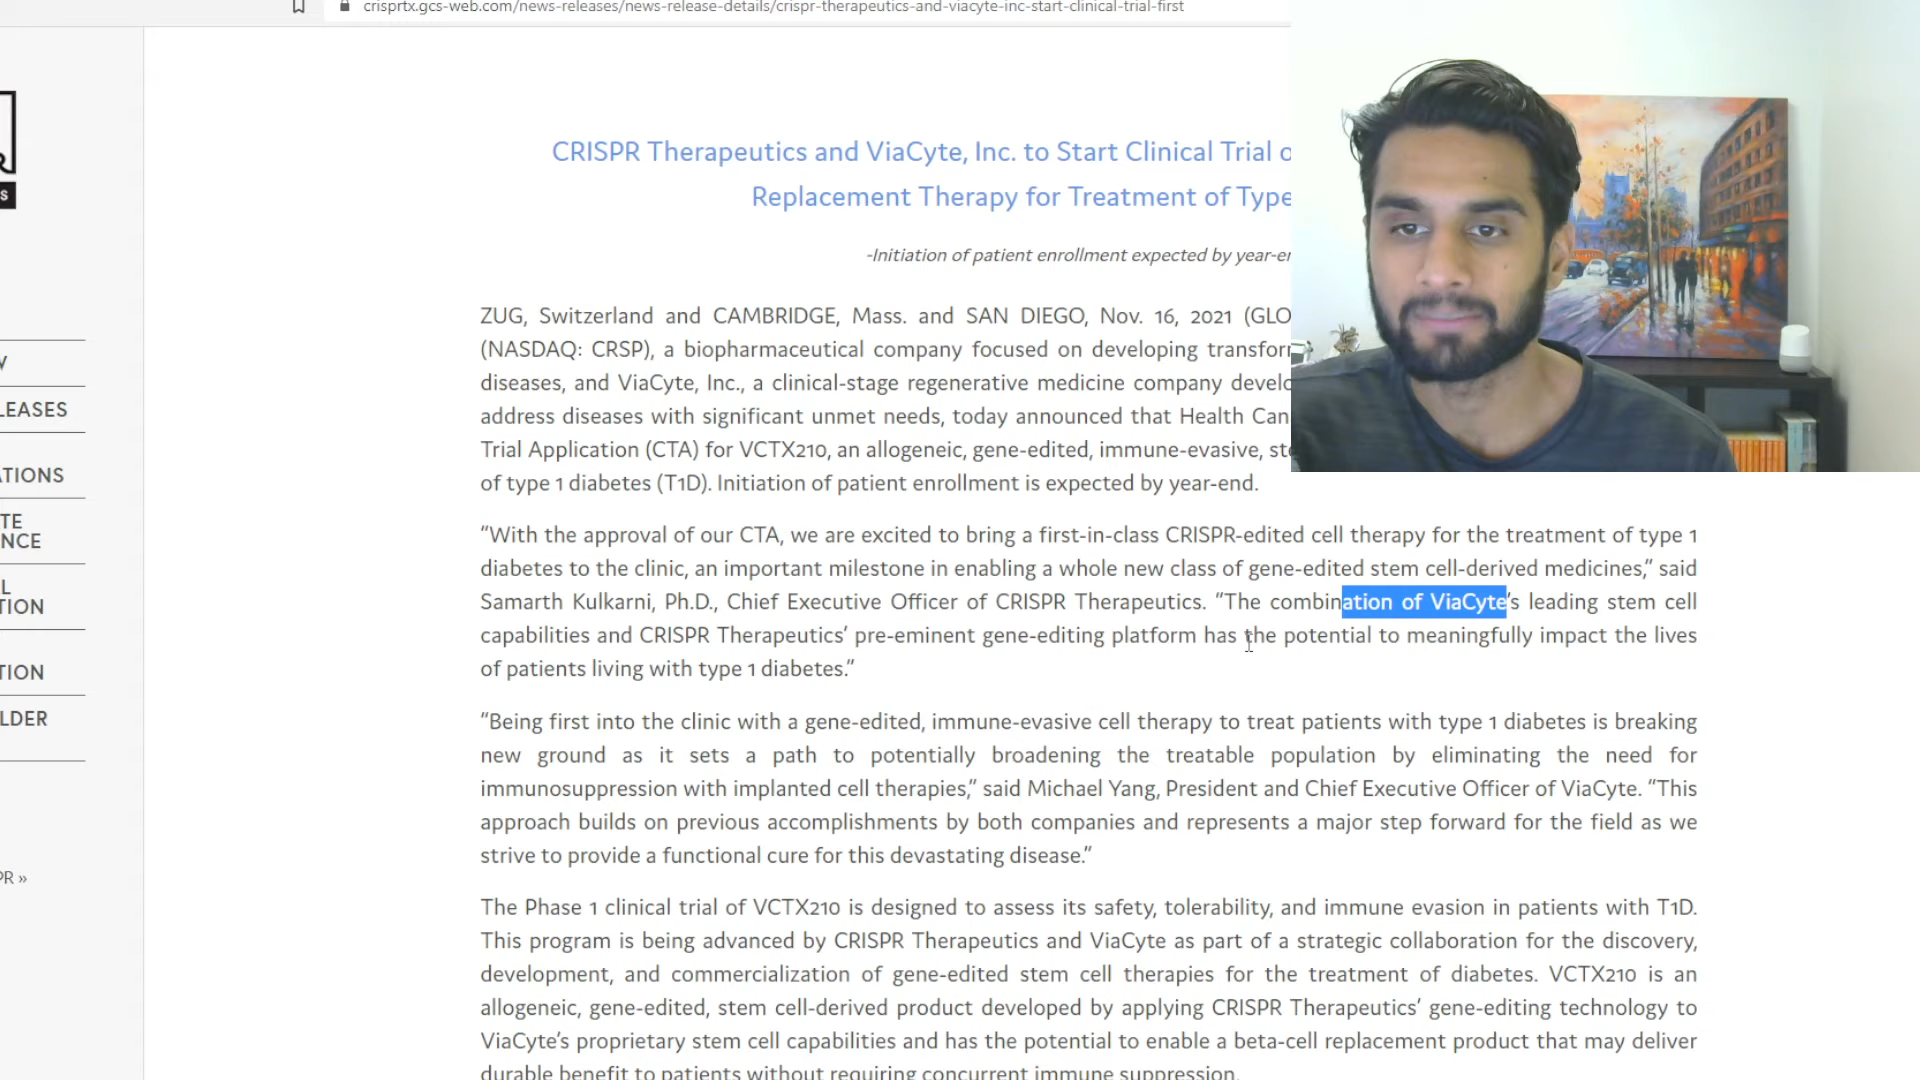 crisprtx.gcs-web.com/news-releases/news-release-details/crispr-therapeutics-and-viacyte-inc-start-clinical-trial-first
CRISPR Therapeutics and ViaCyte, Inc. to Start Clinical Trial o
Replacement Therapy for Treatment of Type
-Initiation of patient enrollment expected by year-en
ZUG, Switzerland and CAMBRIDGE, Mass. and SAN DIEGO, Nov. 16, 2021 (GLO
(NASDAQ: CRSP), a biopharmaceutical company focused on developing transfor
diseases, and ViaCyte, Inc., a clinical-stage regenerative medicine company develo
address diseases with significant unmet needs, today announced that Health Can
Trial Application (CTA) for VCTX210, an allogeneic, gene-edited, immune-evasive, ste
of type 1 diabetes (T1D). Initiation of patient enrollment is expected by year-end.
“With the approval of our CTA, we are excited to bring a first-in-class CRISPR-edited cell therapy for the treatment of type 1
diabetes to the clinic, an important milestone in enabling a whole new class of gene-edited stem cell-derived medicines,” said
Samarth Kulkarni, Ph.D., Chief Executive Officer of CRISPR Therapeutics. “The combination of ViaCyte’s leading stem cell
capabilities and CRISPR Therapeutics’ pre-eminent gene-editing platform has the potential to meaningfully impact the lives
of patients living with type 1 diabetes.”
“Being first into the clinic with a gene-edited, immune-evasive cell therapy to treat patients with type 1 diabetes is breaking
new ground as it sets a path to potentially broadening the treatable population by eliminating the need for
immunosuppression with implanted cell therapies,” said Michael Yang, President and Chief Executive Officer of ViaCyte. “This
approach builds on previous accomplishments by both companies and represents a major step forward for the field as we
strive to provide a functional cure for this devastating disease.”
The Phase 1 clinical trial of VCTX210 is designed to assess its safety, tolerability, and immune evasion in patients with T1D.
This program is being advanced by CRISPR Therapeutics and ViaCyte as part of a strategic collaboration for the discovery,
development, and commercialization of gene-edited stem cell therapies for the treatment of diabetes. VCTX210 is an
allogeneic, gene-edited, stem cell-derived product developed by applying CRISPR Therapeutics’ gene-editing technology to
ViaCyte’s proprietary stem cell capabilities and has the potential to enable a beta-cell replacement product that may deliver
durable benefit to patients without requiring concurrent immune suppression.
S
W
LEASES
ATIONS
TE
NCE
L
TION
TION
LDER
PR »